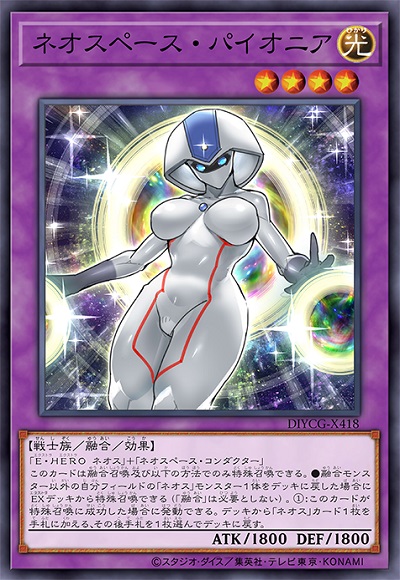 ネオスペース・パイオニア
光
DIYCG-X418
【戦士族／融合／効果】
「E・HERO ネオス」＋「ネオスペース・コンダクター」
このカードは融合召喚及び以下の方法でのみ特殊召喚できる。●融合モンス
ター以外の自分フィールドの「ネオス」モンスター１体をデッキに戻した場合に
EXデッキから特殊召喚できる（「融合」は必要としない）。①：このカードが
特殊召喚に成功した場合に発動できる。デッキから「ネオス」カード１枚を
手札に加える、その後手札を１枚選んでデッキに戻す。
ATK/1800 DEF/1800
©スタジオ・ダイス／集英社・テレビ東京・KONAMI